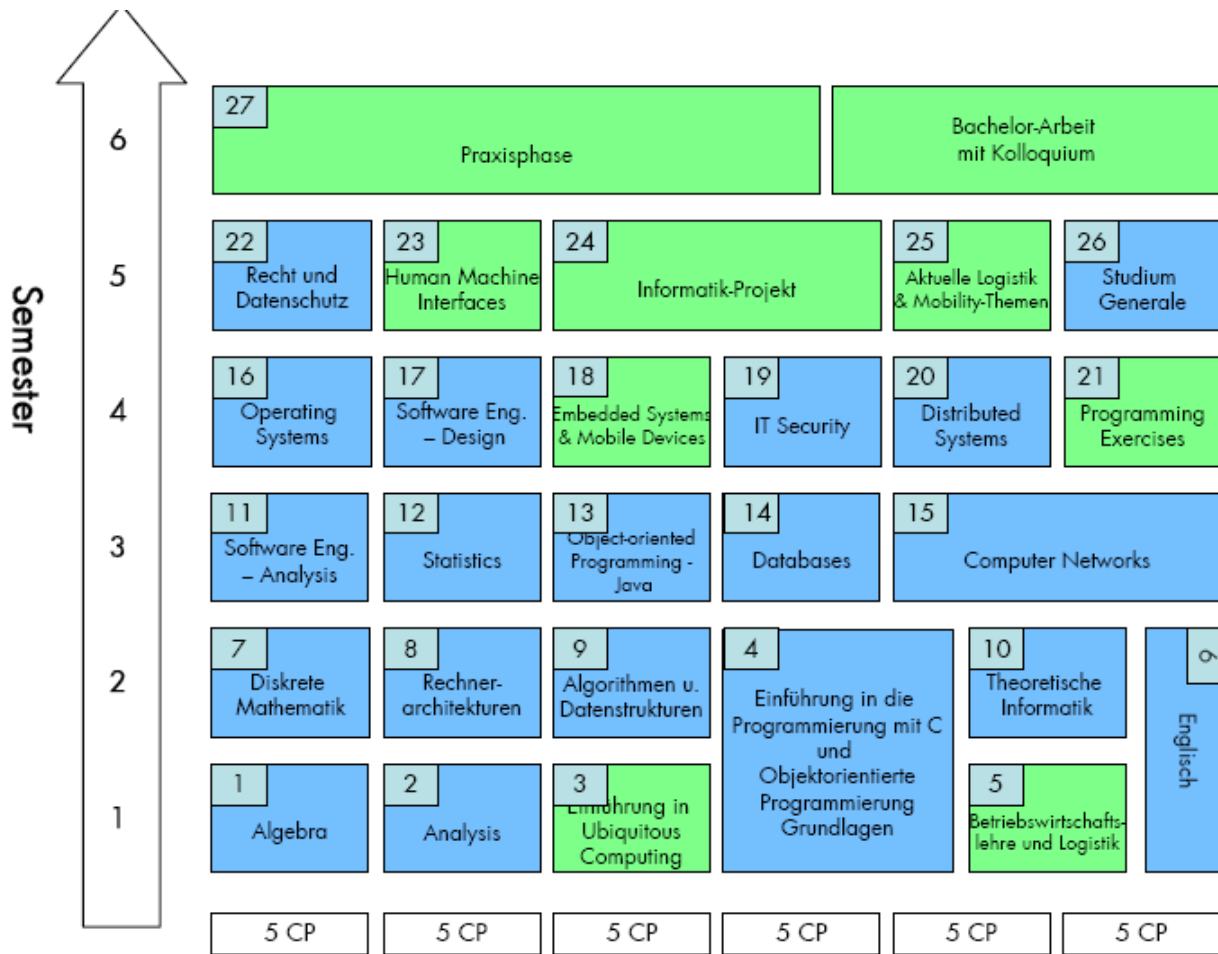 Semester
6
27
Praxisphase
Bachelor-Arbeit
mit Kolloquium
5
22
Recht und
Datenschutz
23
Human Machine
Interfaces
24
Informatik-Projekt
25
Aktuelle Logistik
& Mobility-Themen
26
Studium
Generale
4
16
Operating
Systems
17
Software Eng.
– Design
18
Embedded Systems
& Mobile Devices
19
IT Security
20
Distributed
Systems
21
Programming
Exercises
3
11
Software Eng.
– Analysis
12
Statistics
13
Object-oriented
Programming -
Java
14
Databases
15
Computer Networks
2
7
Diskrete
Mathematik
8
Rechner-
architekturen
9
Algorithmen u.
Datenstrukturen
4
Einführung in die
Programmierung mit C
und
Objektorientierte
Programmierung
Grundlagen
10
Theoretische
Informatik
6
Englisch
1
1
Algebra
2
Analysis
3
Einführung in
Ubiquitous
Computing
5
Betriebswirtschafts-
lehre und Logistik
5 CP
5 CP
5 CP
5 CP
5 CP
5 CP